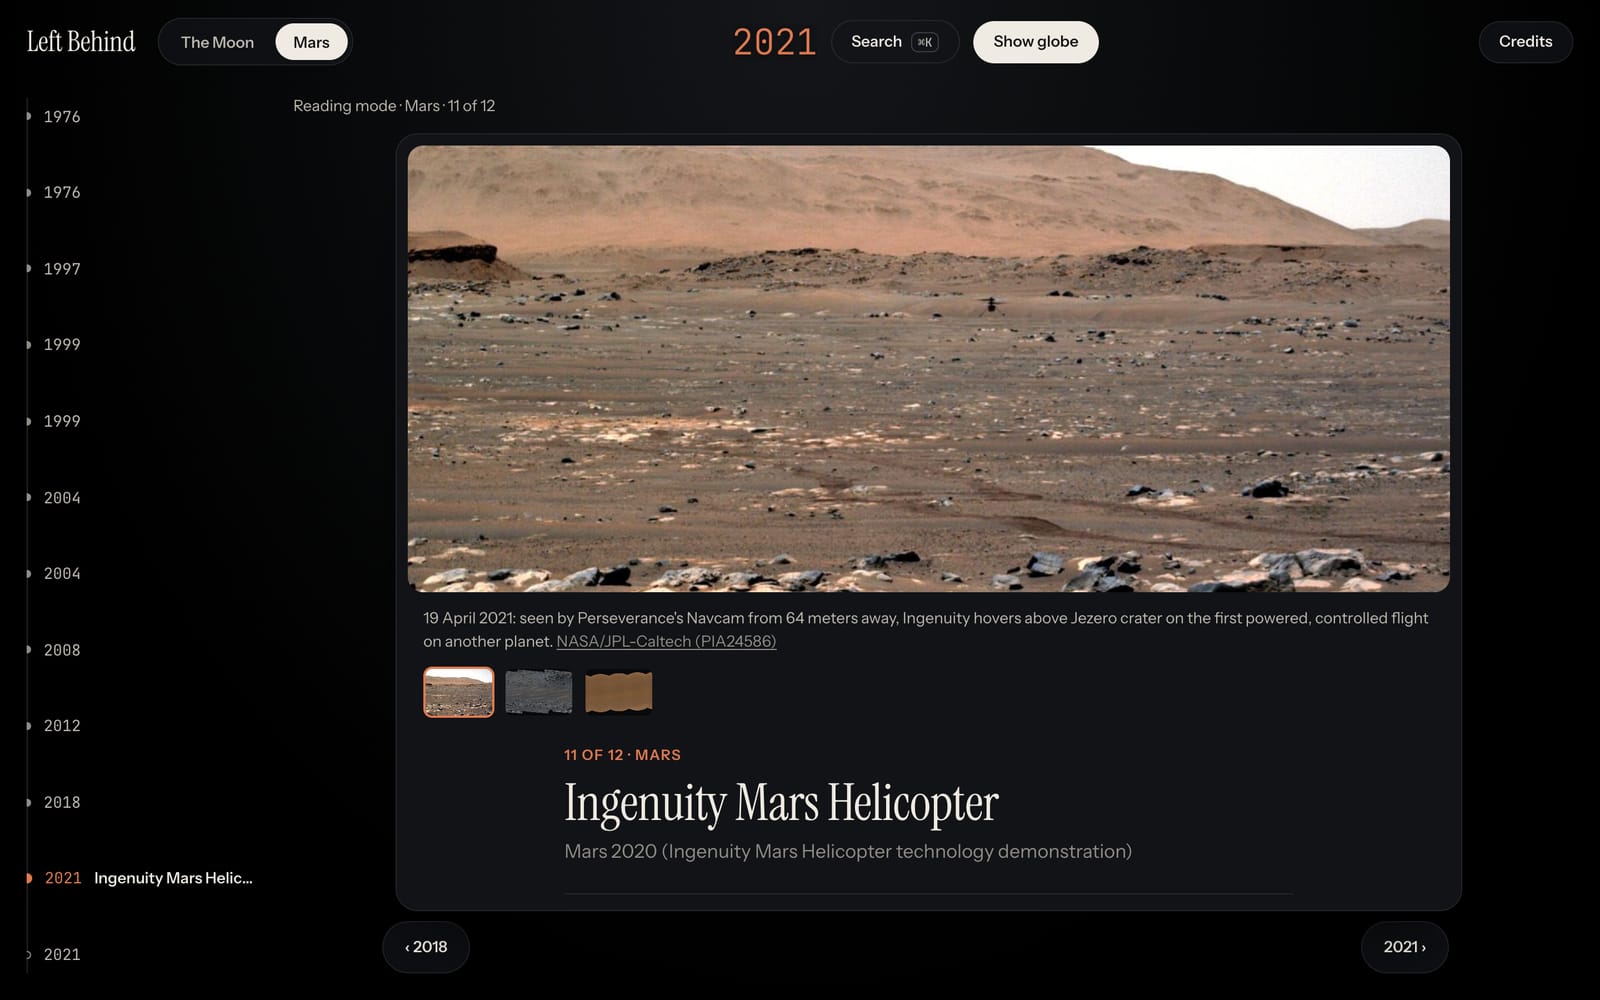 Left Behind
The Moon
Mars
2021
Search ⌘K
Show globe
Credits
Reading mode · Mars · 11 of 12
1976
1976
1997
1999
1999
2004
2004
2008
2012
2018
2021 Ingenuity Mars Helic...
2021
19 April 2021: seen by Perseverance's Navcam from 64 meters away, Ingenuity hovers above Jezero crater on the first powered, controlled flight
on another planet. NASA/JPL-Caltech (PIA24586)
11 OF 12 · MARS
Ingenuity Mars Helicopter
Mars 2020 (Ingenuity Mars Helicopter technology demonstration)
‹ 2018
2021 ›